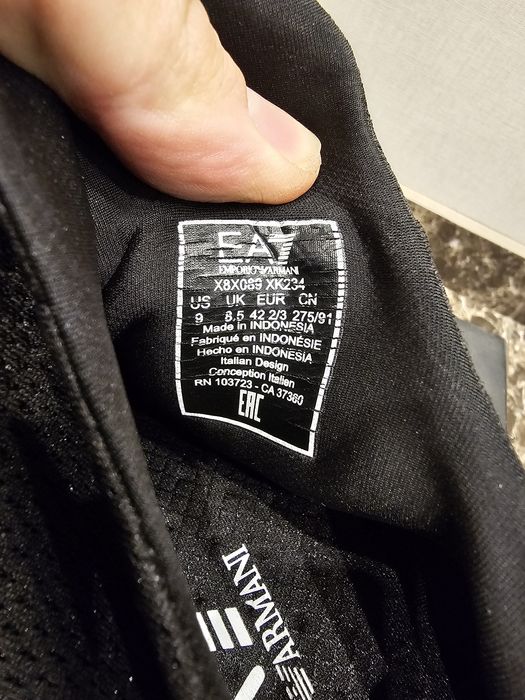 EA7
EMPORIO ARMANI
X8X089 XK234
US UK EUR CN
9 8.5 42 2/3 275/91
Made in INDONESIA
Fabriqué en INDONÉSIE
Hecho en INDONESIA
Italian Design
Conception Italien
RN 103723 - CA 37360
EAC
ARMANI